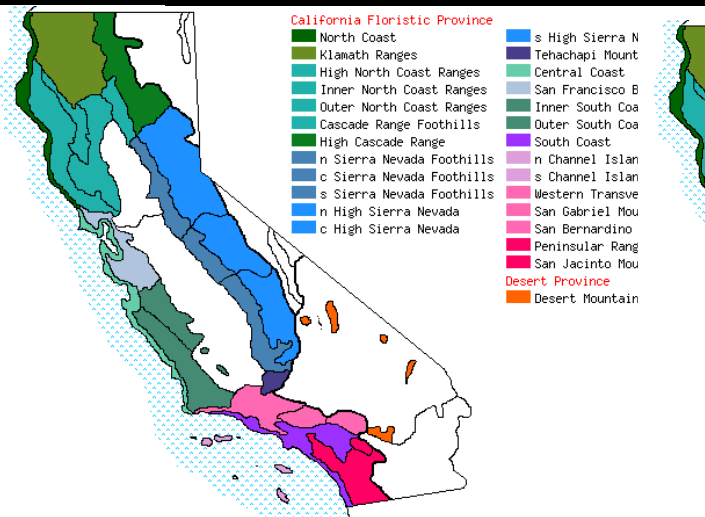 California Floristic Province
North Coast
Klamath Ranges
High North Coast Ranges
Inner North Coast Ranges
Outer North Coast Ranges
Cascade Range Foothills
High Cascade Range
n Sierra Nevada Foothills
c Sierra Nevada Foothills
s Sierra Nevada Foothills
n High Sierra Nevada
c High Sierra Nevada
s High Sierra N
Tehachapi Mount
Central Coast
San Francisco B
Inner South Coa
Outer South Coa
South Coast
n Channel Islan
s Channel Islan
Western Transve
San Gabriel Mou
San Bernardino
Peninsular Rang
San Jacinto Mou
Desert Province
Desert Mountain